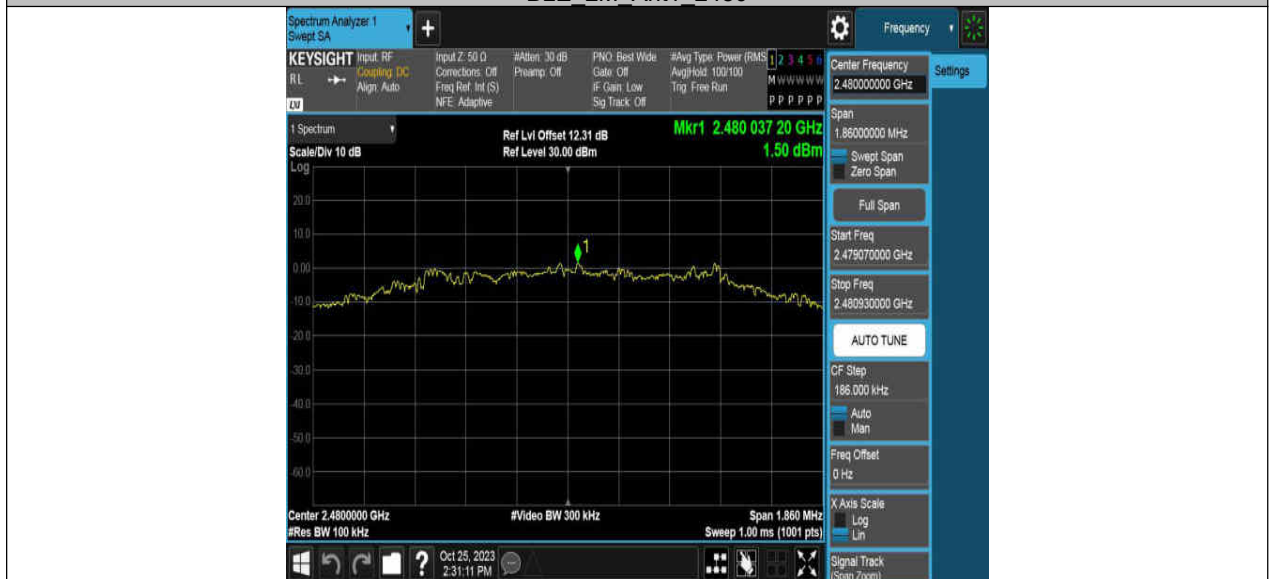 BLE_2M_Ant1_2480
Spectrum Analyzer 1
Swept SA
+
Frequency
KEYSIGHT
RL
LXI
Input: RF
Coupling: DC
Align: Auto
Input Z: 50 Ω
Corrections: Off
Freq Ref: Int (S)
NFE: Adaptive
#Atten: 30 dB
Preamp: Off
PNO: Best Wide
Gate: Off
IF Gain: Low
Sig Track: Off
#Avg Type: Power (RMS
Avg|Hold: 100/100
Trig: Free Run
1 2 3 4 5 6
M W W W W W
P P P P P P
1 Spectrum
Scale/Div 10 dB
Log
Ref Lvl Offset 12.31 dB
Ref Level 30.00 dBm
Mkr1 2.480 037 20 GHz
1.50 dBm
20.0
10.0
0.00
-10.0
-20.0
-30.0
-40.0
-50.0
-60.0
1
Center 2.4800000 GHz
#Res BW 100 kHz
#Video BW 300 kHz
Span 1.860 MHz
Sweep 1.00 ms (1001 pts)
?
Oct 25, 2023
2:31:11 PM
Center Frequency
2.480000000 GHz
Settings
Span
1.86000000 MHz
Swept Span
Zero Span
Full Span
Start Freq
2.479070000 GHz
Stop Freq
2.480930000 GHz
AUTO TUNE
CF Step
186.000 kHz
Auto
Man
Freq Offset
0 Hz
X Axis Scale
Log
Lin
Signal Track
(Span Zoom)